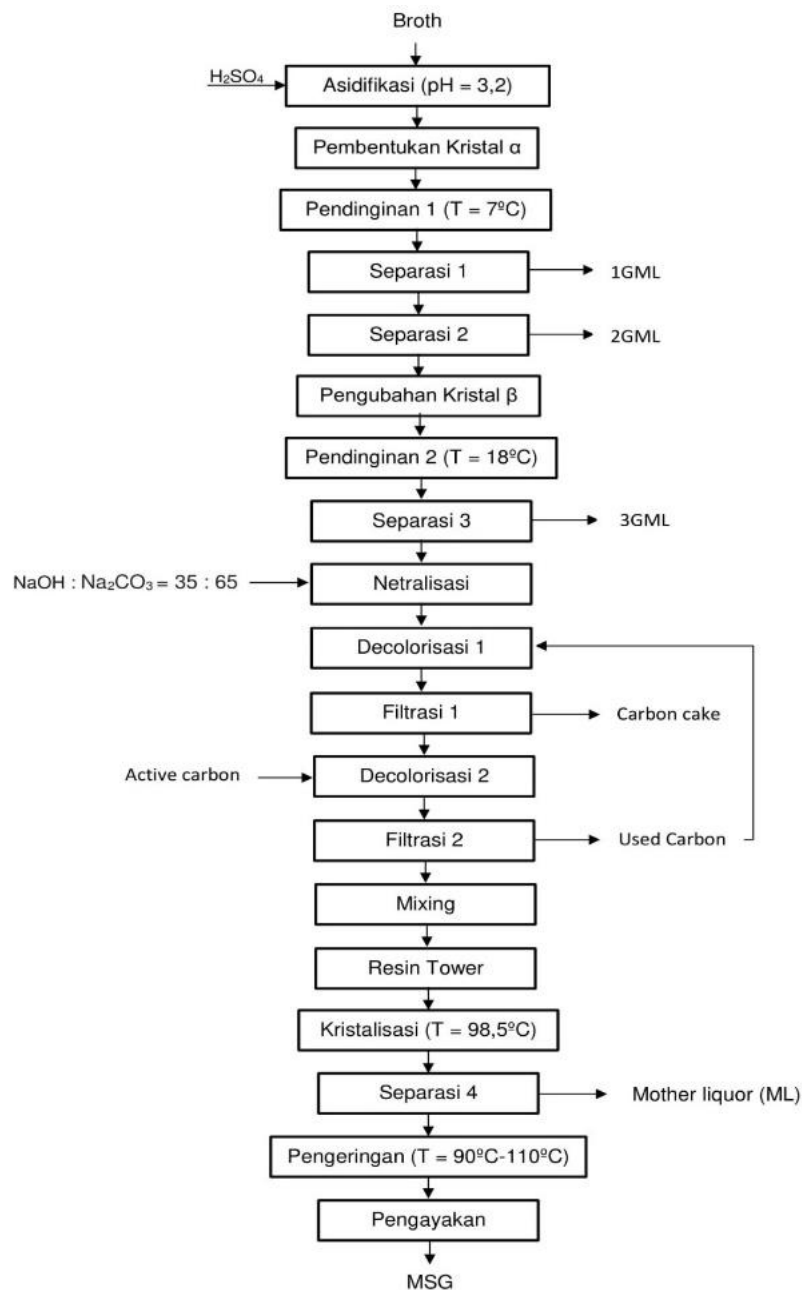 Broth
H₂SO₄
Asidifikasi (pH = 3,2)
Pembentukan Kristal α
Pendinginan 1 (T = 7ºC)
Separasi 1
1GML
Separasi 2
2GML
Pengubahan Kristal β
Pendinginan 2 (T = 18ºC)
Separasi 3
3GML
NaOH : Na₂CO₃ = 35 : 65
Netralisasi
Decolorisasi 1
Filtrasi 1
Carbon cake
Active carbon
Decolorisasi 2
Filtrasi 2
Used Carbon
Mixing
Resin Tower
Kristalisasi (T = 98,5ºC)
Separasi 4
Mother liquor (ML)
Pengeringan (T = 90ºC-110ºC)
Pengayakan
MSG